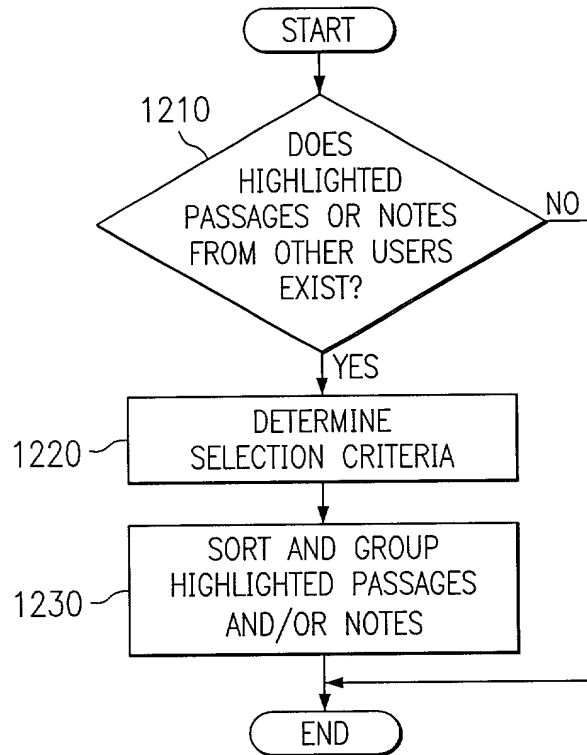 START
1210
DOES
HIGHLIGHTED
PASSAGES OR NOTES
FROM OTHER USERS
EXIST?
NO
YES
1220
DETERMINE
SELECTION CRITERIA
1230
SORT AND GROUP
HIGHLIGHTED PASSAGES
AND/OR NOTES
END